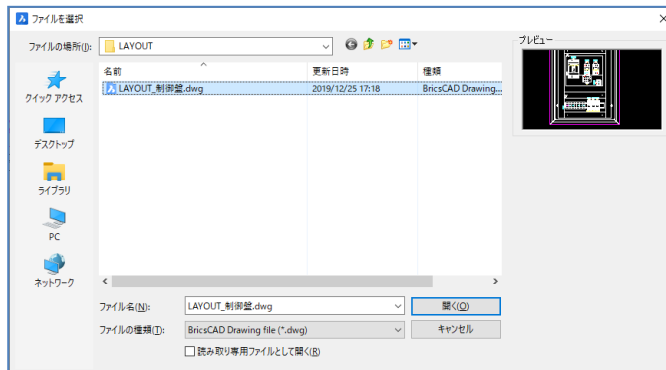 ファイルを選択
ファイルの場所(I):
LAYOUT
プレビュー
名前
更新日時
種類
LAYOUT_制御盤.dwg
2019/12/25 17:18
BricsCAD Drawing...
クイック アクセス
デスクトップ
ライブラリ
PC
ネットワーク
ファイル名(N):
LAYOUT_制御盤.dwg
開く(O)
ファイルの種類(T):
BricsCAD Drawing file (*.dwg)
キャンセル
読み取り専用ファイルとして開く(R)